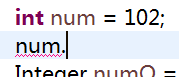 int num = 102;
num.
Integer numO =